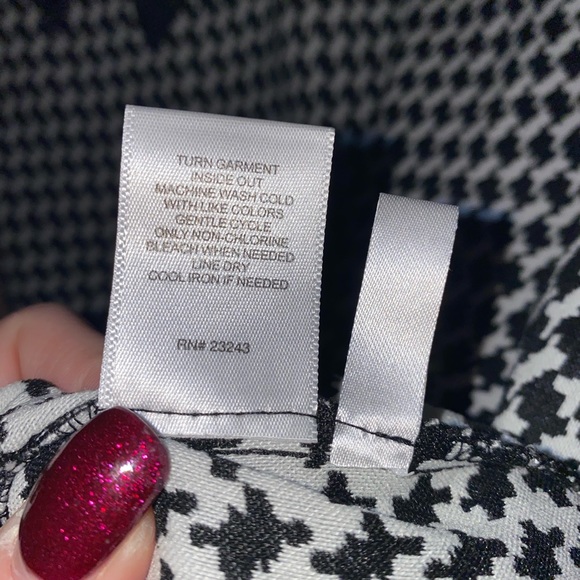 TURN GARMENT
INSIDE OUT
MACHINE WASH COLD
WITH LIKE COLORS
GENTLE CYCLE
ONLY NON-CHLORINE
BLEACH WHEN NEEDED
LINE DRY
COOL IRON IF NEEDED
RN# 23243